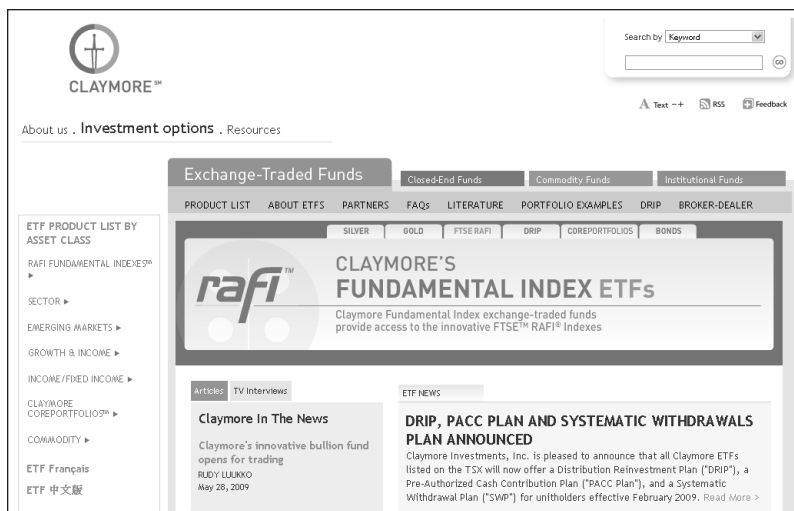 CLAYMORE℠
Search by Keyword
GO
A Text -+ RSS Feedback
About us . Investment options . Resources
Exchange-Traded Funds Closed-End Funds Commodity Funds Institutional Funds
PRODUCT LIST ABOUT ETFS PARTNERS FAQs LITERATURE PORTFOLIO EXAMPLES DRIP BROKER-DEALER
ETF PRODUCT LIST BY
ASSET CLASS
RAFI FUNDAMENTAL INDEXES™
►
SECTOR ►
EMERGING MARKETS ►
GROWTH & INCOME ►
INCOME/FIXED INCOME ►
CLAYMORE
COREPORTFOLIOS™ ►
COMMODITY ►
ETF Français
ETF 中文版
SILVER GOLD FTSE RAFI DRIP COREPORTFOLIOS BONDS
rafi™
CLAYMORE'S
FUNDAMENTAL INDEX ETFs
Claymore Fundamental Index exchange-traded funds
provide access to the innovative FTSE™ RAFI® Indexes
Articles TV Interviews
Claymore In The News
Claymore's innovative bullion fund
opens for trading
RUDY LUUKKO
May 28, 2009
ETF NEWS
DRIP, PACC PLAN AND SYSTEMATIC WITHDRAWALS
PLAN ANNOUNCED
Claymore Investments, Inc. is pleased to announce that all Claymore ETFs
listed on the TSX will now offer a Distribution Reinvestment Plan ("DRIP"), a
Pre-Authorized Cash Contribution Plan ("PACC Plan"), and a Systematic
Withdrawal Plan ("SWP") for unitholders effective February 2009. Read More >